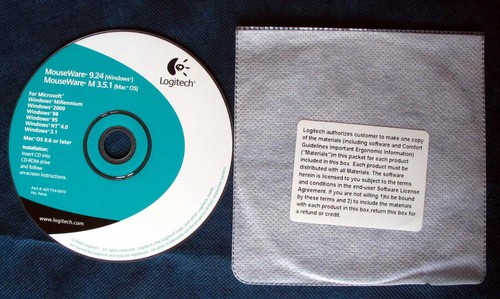 MouseWare® 9.24 (Windows®)
MouseWare® M 3.5.1 (Mac® OS)
Logitech®
For Microsoft®
Windows® Millennium
Windows® 2000
Windows® 98
Windows® 95
Windows® NT® 4.0
Windows® 3.1
Mac® OS 8.6 or later
Installation:
Insert CD into
CD-ROM drive
and follow
on-screen instructions.
www.logitech.com
Logitech authorizes customer to make one copy
of the materials (including software and Comfort
Guidelines Important Ergonomic Information)
("Materials")in this packet for each product
included in this box. Each product must be
distributed with all Materials. The software
herein is licensed to you subject to the terms
and conditions in the end-user Software License
Agreement. If you are not willing 1)to be bound
by these terms and 2) to include the materials
with each product in this box,return this box for
a refund or credit.